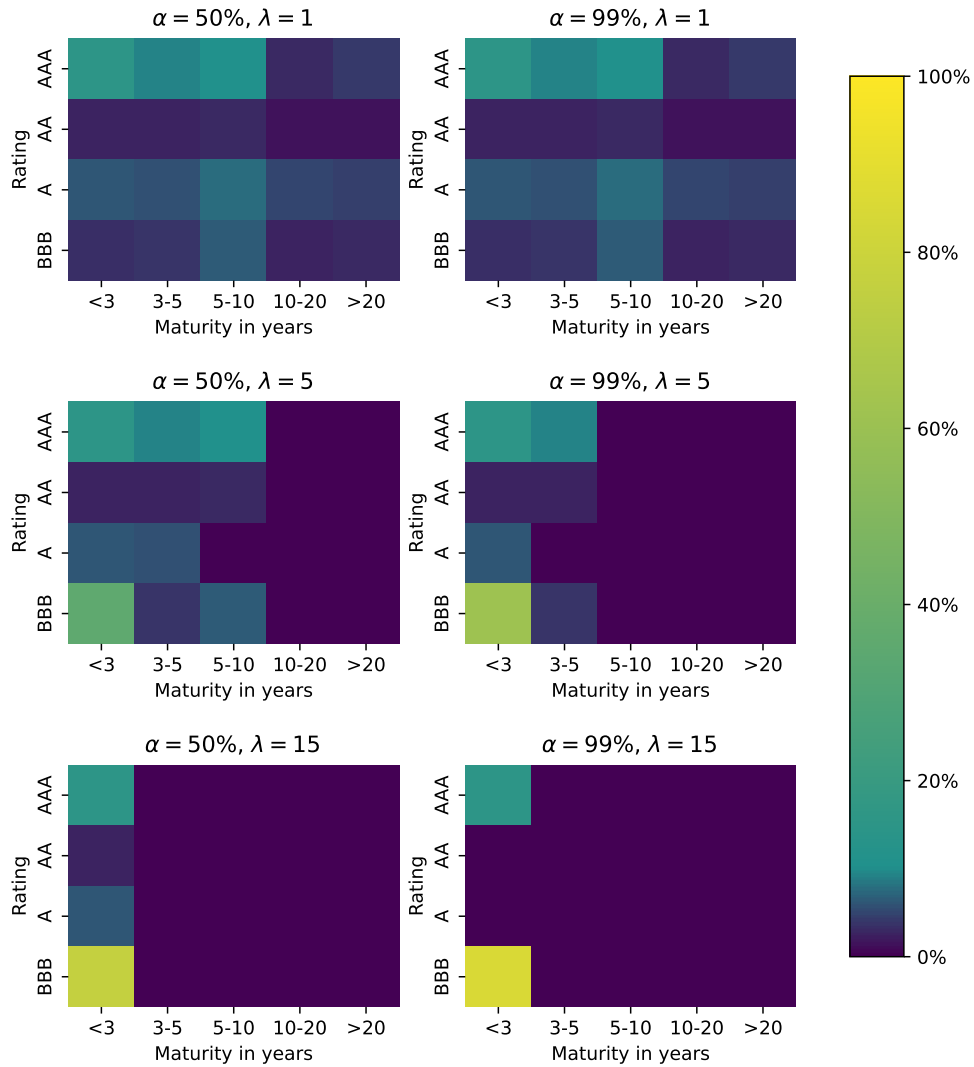 α = 50%, λ = 1
α = 99%, λ = 1
Rating
AAA
AA
A
BBB
<3 3-5 5-10 10-20 >20
Maturity in years
Rating
AAA
AA
A
BBB
<3 3-5 5-10 10-20 >20
Maturity in years
α = 50%, λ = 5
α = 99%, λ = 5
Rating
AAA
AA
A
BBB
<3 3-5 5-10 10-20 >20
Maturity in years
Rating
AAA
AA
A
BBB
<3 3-5 5-10 10-20 >20
Maturity in years
α = 50%, λ = 15
α = 99%, λ = 15
Rating
AAA
AA
A
BBB
<3 3-5 5-10 10-20 >20
Maturity in years
Rating
AAA
AA
A
BBB
<3 3-5 5-10 10-20 >20
Maturity in years
100%
80%
60%
40%
20%
0%